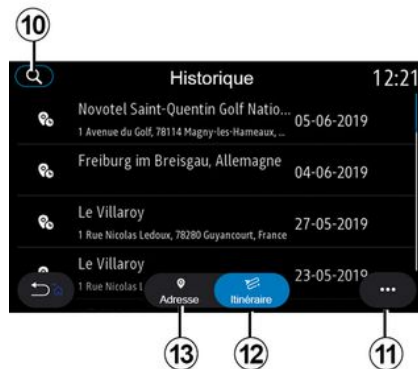 10
Historique 12:21
Novotel Saint-Quentin Golf Natio... 05-06-2019
1 Avenue du Golf, 78114 Magny-les-Hameaux, ...
Freiburg im Breisgau, Allemagne 04-06-2019
Le Villaroy 27-05-2019
1 Rue Nicolas Ledoux, 78280 Guyancourt, France
Le Villaroy 23-05-2019
1 Rue Nicolas L
Adresse Itinéraire ...
13 12 11